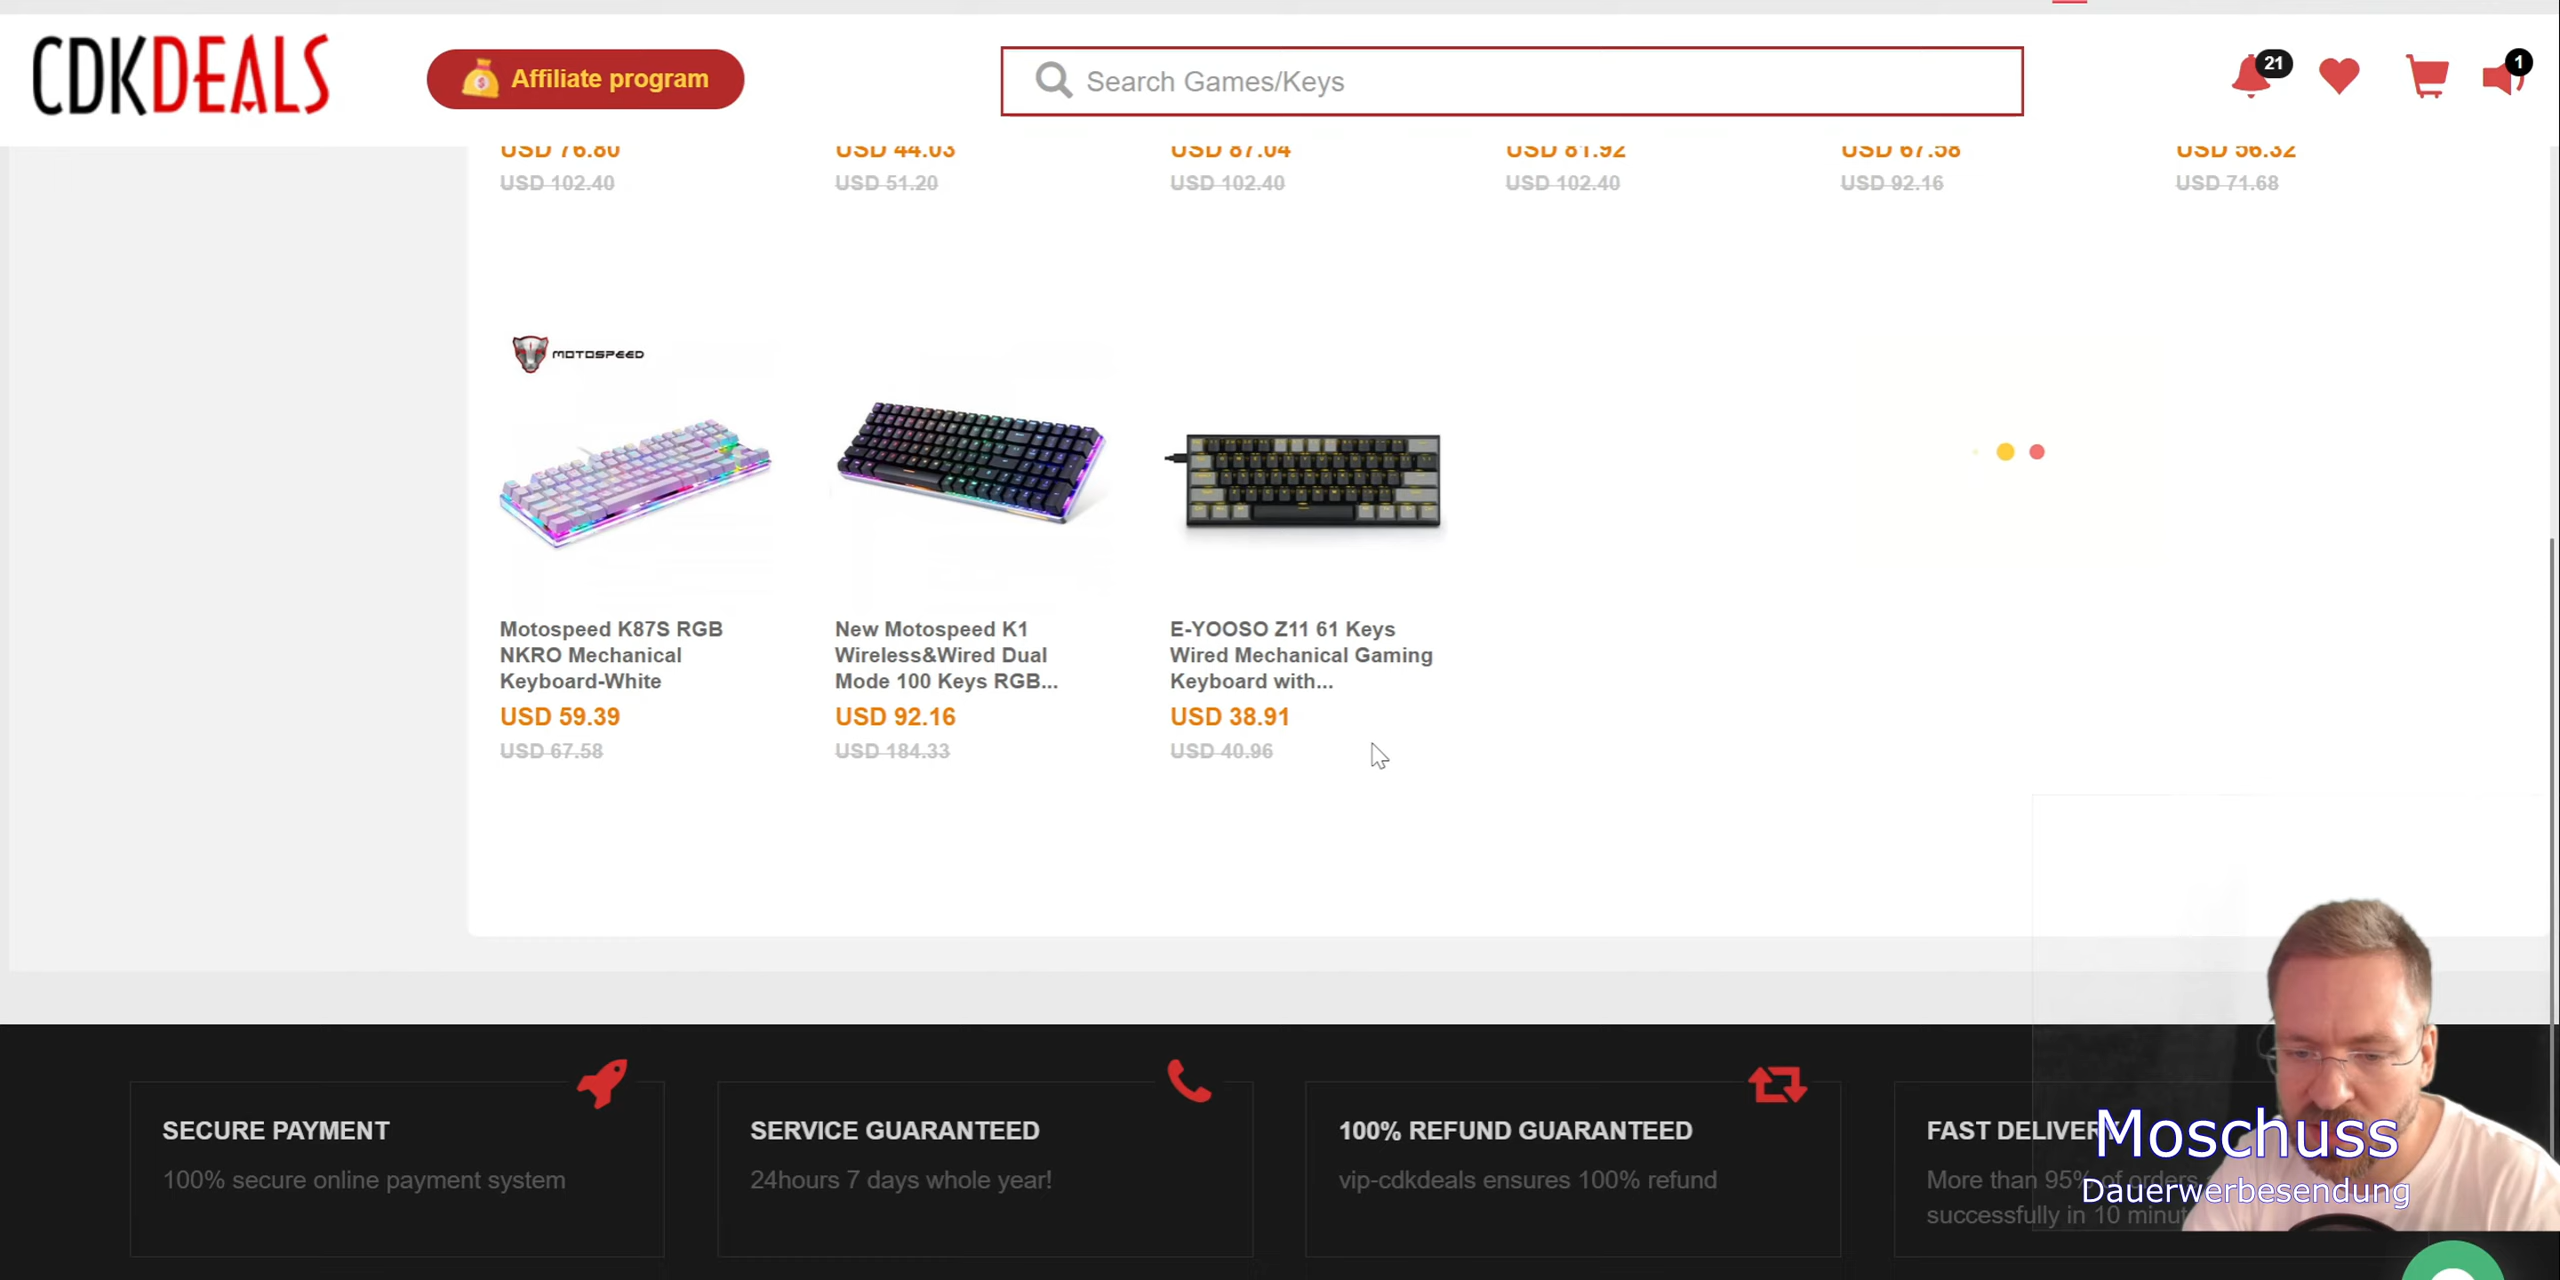 CDKDEALS
Affiliate program
Search Games/Keys
21
1
USD 76.80
USD 44.03
USD 87.04
USD 81.92
USD 67.58
USD 56.32
USD 102.40
USD 51.20
USD 102.40
USD 102.40
USD 92.16
USD 71.68
MOTOSPEED
Motospeed K87S RGB
NKRO Mechanical
Keyboard-White
USD 59.39
USD 67.58
New Motospeed K1
Wireless&Wired Dual
Mode 100 Keys RGB...
USD 92.16
USD 184.33
E-YOOSO Z11 61 Keys
Wired Mechanical Gaming
Keyboard with...
USD 38.91
USD 40.96
SECURE PAYMENT
100% secure online payment system
SERVICE GUARANTEED
24hours 7 days whole year!
100% REFUND GUARANTEED
vip-cdkdeals ensures 100% refund
FAST DELIVERY
More than 95% of orders
successfully in 10 minut
Moschuss
Dauerwerbesendung